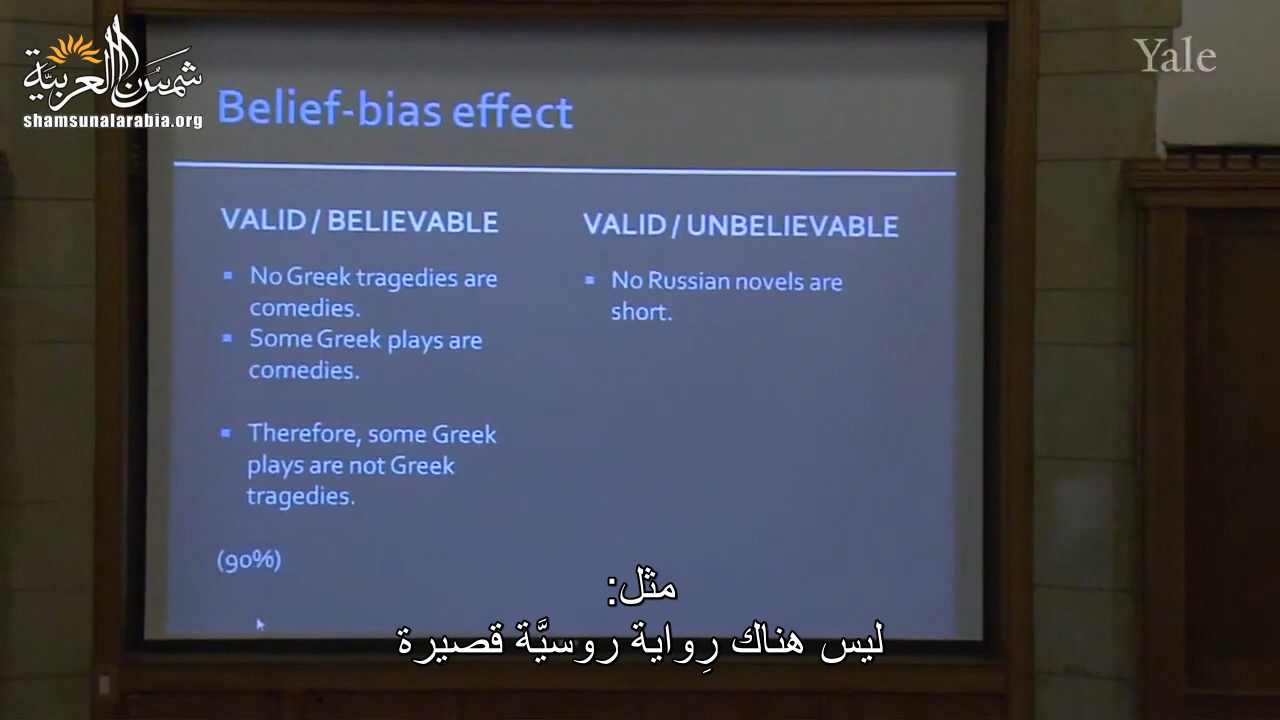 شمس العربية
shamsunalarabia.org
Yale
Belief-bias effect
VALID / BELIEVABLE
▪ No Greek tragedies are
comedies.
▪ Some Greek plays are
comedies.
▪ Therefore, some Greek
plays are not Greek
tragedies.
(90%)
VALID / UNBELIEVABLE
▪ No Russian novels are
short.
مثل:
ليس هناك رِواية روسيَّة قصيرة